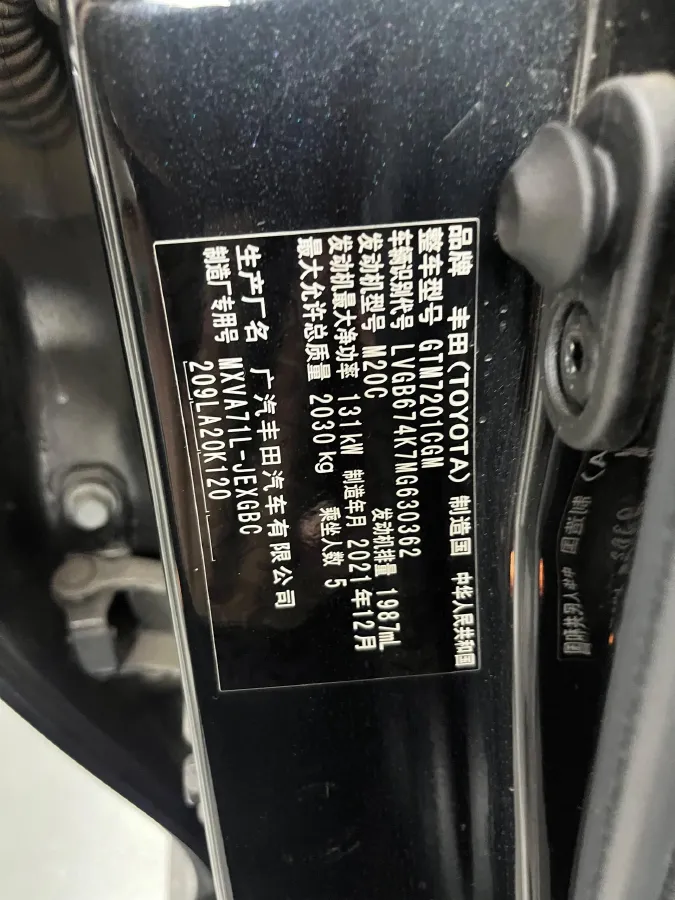 品牌 丰田(TOYOTA) 制造国 中华人民共和国
整车型号 GTM7201CGM
车辆识别代号 LVGB674K7MG630362
发动机型号 M20C 发动机排量 1987mL
发动机最大净功率 131kW 制造年月 2021年12月
最大允许总质量 2030kg 乘坐人数 5
生产厂名 广汽丰田汽车有限公司
制造厂专用号 MXVA71L-JEXGBC
209LA20K120